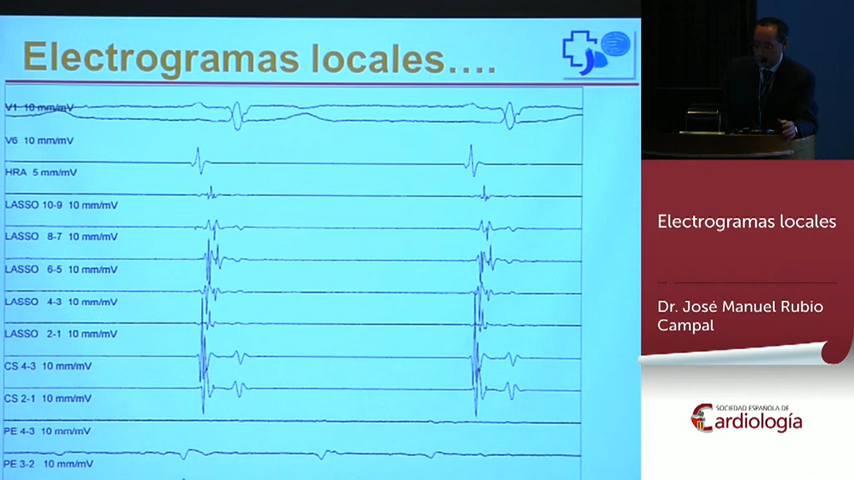 Electrogramas locales....
V1 10 mm/mV
V6 10 mm/mV
HRA 5 mm/mV
LASSO 10-9 10 mm/mV
LASSO 8-7 10 mm/mV
LASSO 6-5 10 mm/mV
LASSO 4-3 10 mm/mV
LASSO 2-1 10 mm/mV
CS 4-3 10 mm/mV
CS 2-1 10 mm/mV
PE 4-3 10 mm/mV
PE 3-2 10 mm/mV
Electrogramas locales
Dr. José Manuel Rubio
Campal
SOCIEDAD ESPAÑOLA DE
Cardiología